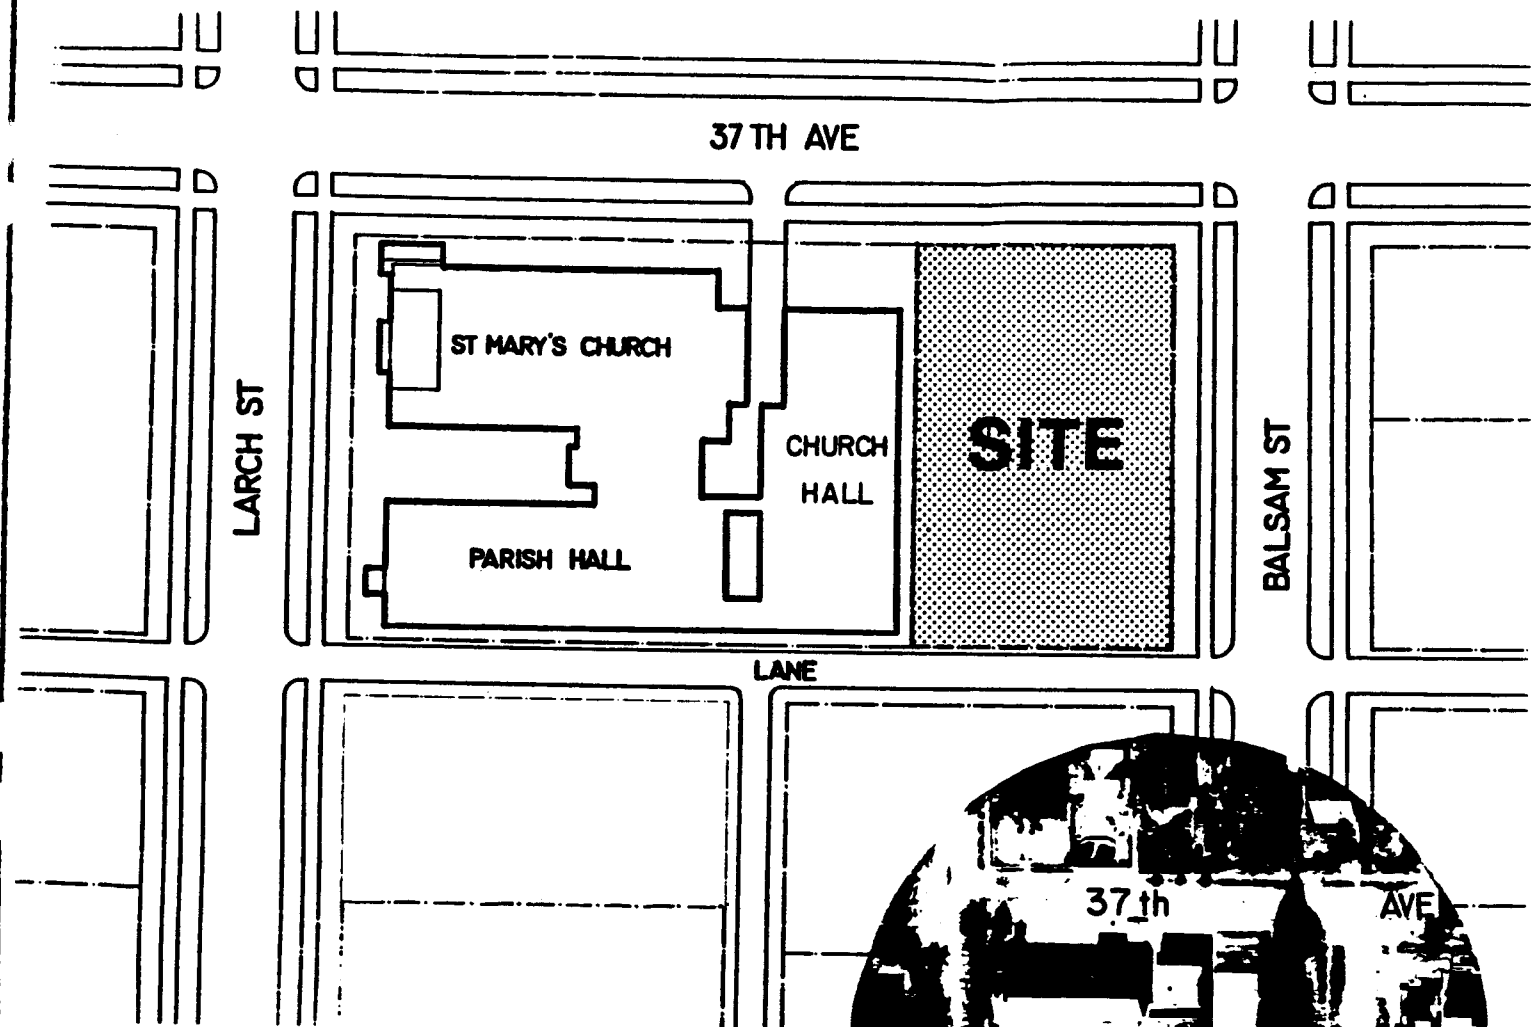 37 TH AVE
ST MARY'S CHURCH
LARCH ST
CHURCH
HALL
SITE
BALSAM ST
PARISH HALL
LANE
37 th AVE